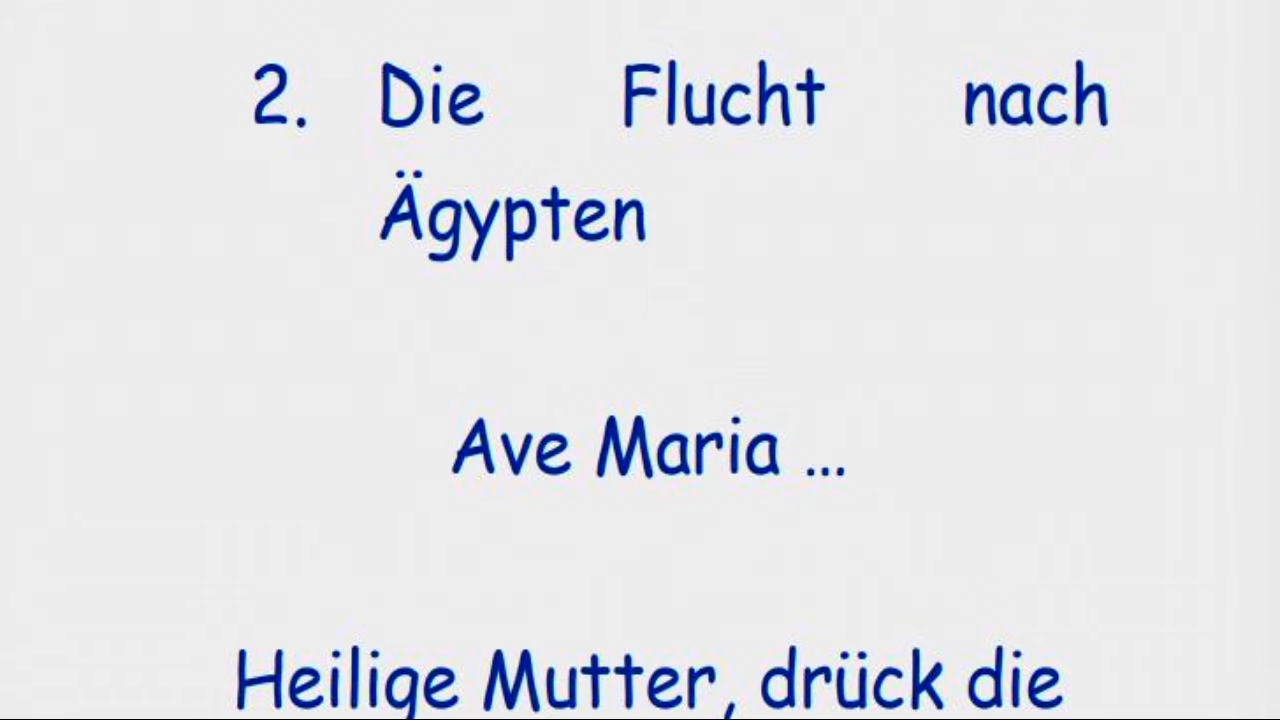 2. Die Flucht nach
Ägypten
Ave Maria ...
Heilige Mutter, drück die